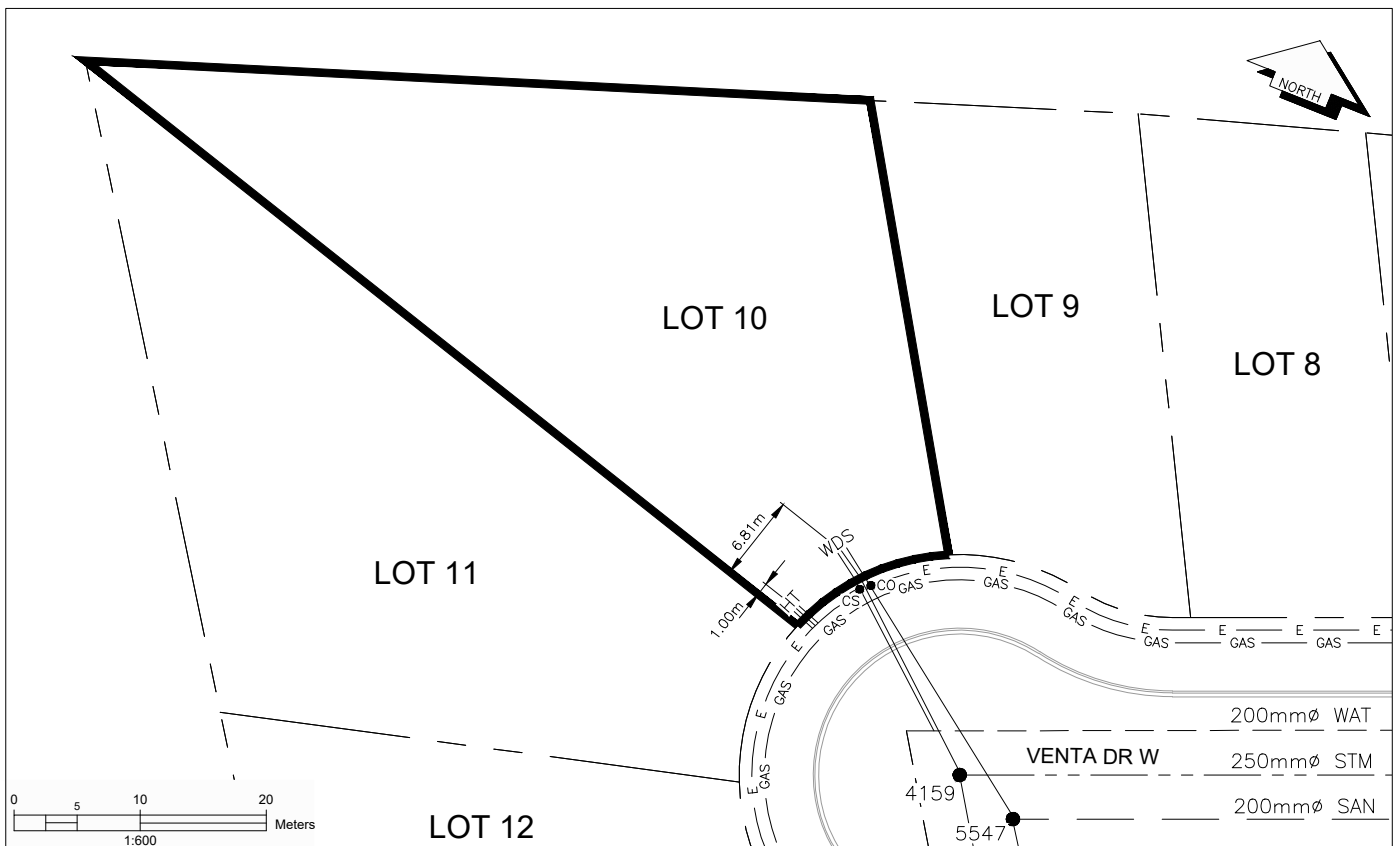 NORTH
LOT 10
LOT 9
LOT 8
6.81m
WDS
LOT 11
1.00m
HT
CS
CO
E
E
E
E
E
E
E
E
E
E
E
GAS
GAS
GAS
GAS
GAS
GAS
GAS
GAS
GAS
200mmØ WAT
VENTA DR W
250mmØ STM
4159
200mmØ SAN
5547
LOT 12
0 5 10 20
Meters
1:600